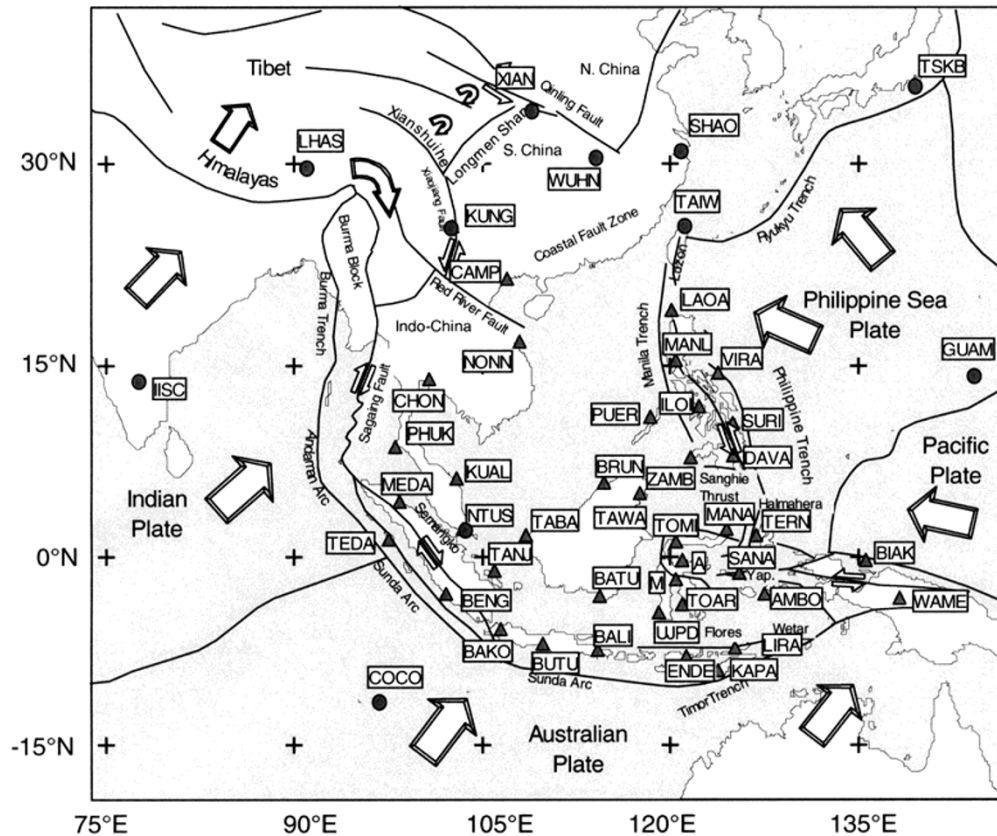 TSKB
N. China
Tibet
XIAN
Qinling Fault
LHAS
Xianshuihe
Longmen Shan
S. China
SHAO
30°N
Himalayas
WUHN
Xiaojiang Fault
KUNG
TAIW
Ryukyu Trench
Burma Block
Coastal Fault Zone
CAMP
Luzon
Burma Trench
Red River Fault
LAOA
Philippine Sea
Plate
Indo-China
Manila Trench
MANL
NONN
VIRA
GUAM
15°N
IISC
Sagaing Fault
CHON
Philippine Trench
PUER
ILOI
SURI
PHUK
DAVA
Andaman Arc
Pacific
Plate
KUAL
BRUN
ZAMB
Sanghie
Thrust
MEDA
Indian
Plate
Semangko
NTUS
TABA
TAWA
Halmahera
MANA
TERN
TOMI
TEDA
0°N
TANJ
A
SANA
BIAK
Yap.
BATU
M
Sunda Arc
BENG
TOAR
AMBO
WAME
UJPD
Flores
Wetar
BAKO
BALI
LIRA
BUTU
ENDE
KAPA
COCO
Sunda Arc
Timor Trench
-15°N
Australian
Plate
75°E
90°E
105°E
120°E
135°E